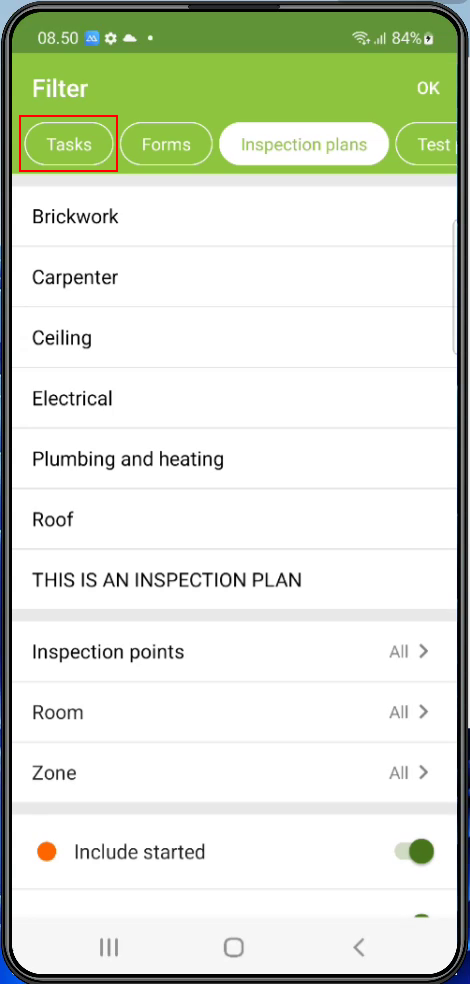 08.50 84%
Filter OK
Tasks Forms Inspection plans Test
Brickwork
Carpenter
Ceiling
Electrical
Plumbing and heating
Roof
THIS IS AN INSPECTION PLAN
Inspection points All
Room All
Zone All
Include started